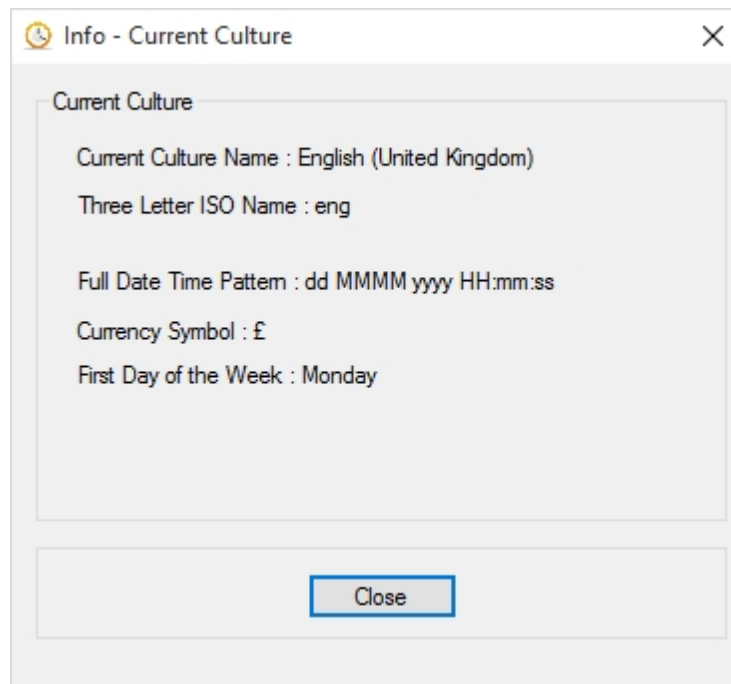 Info - Current Culture
Current Culture
Current Culture Name : English (United Kingdom)
Three Letter ISO Name : eng
Full Date Time Pattern : dd MMMM yyyy HH:mm:ss
Currency Symbol : £
First Day of the Week : Monday
Close